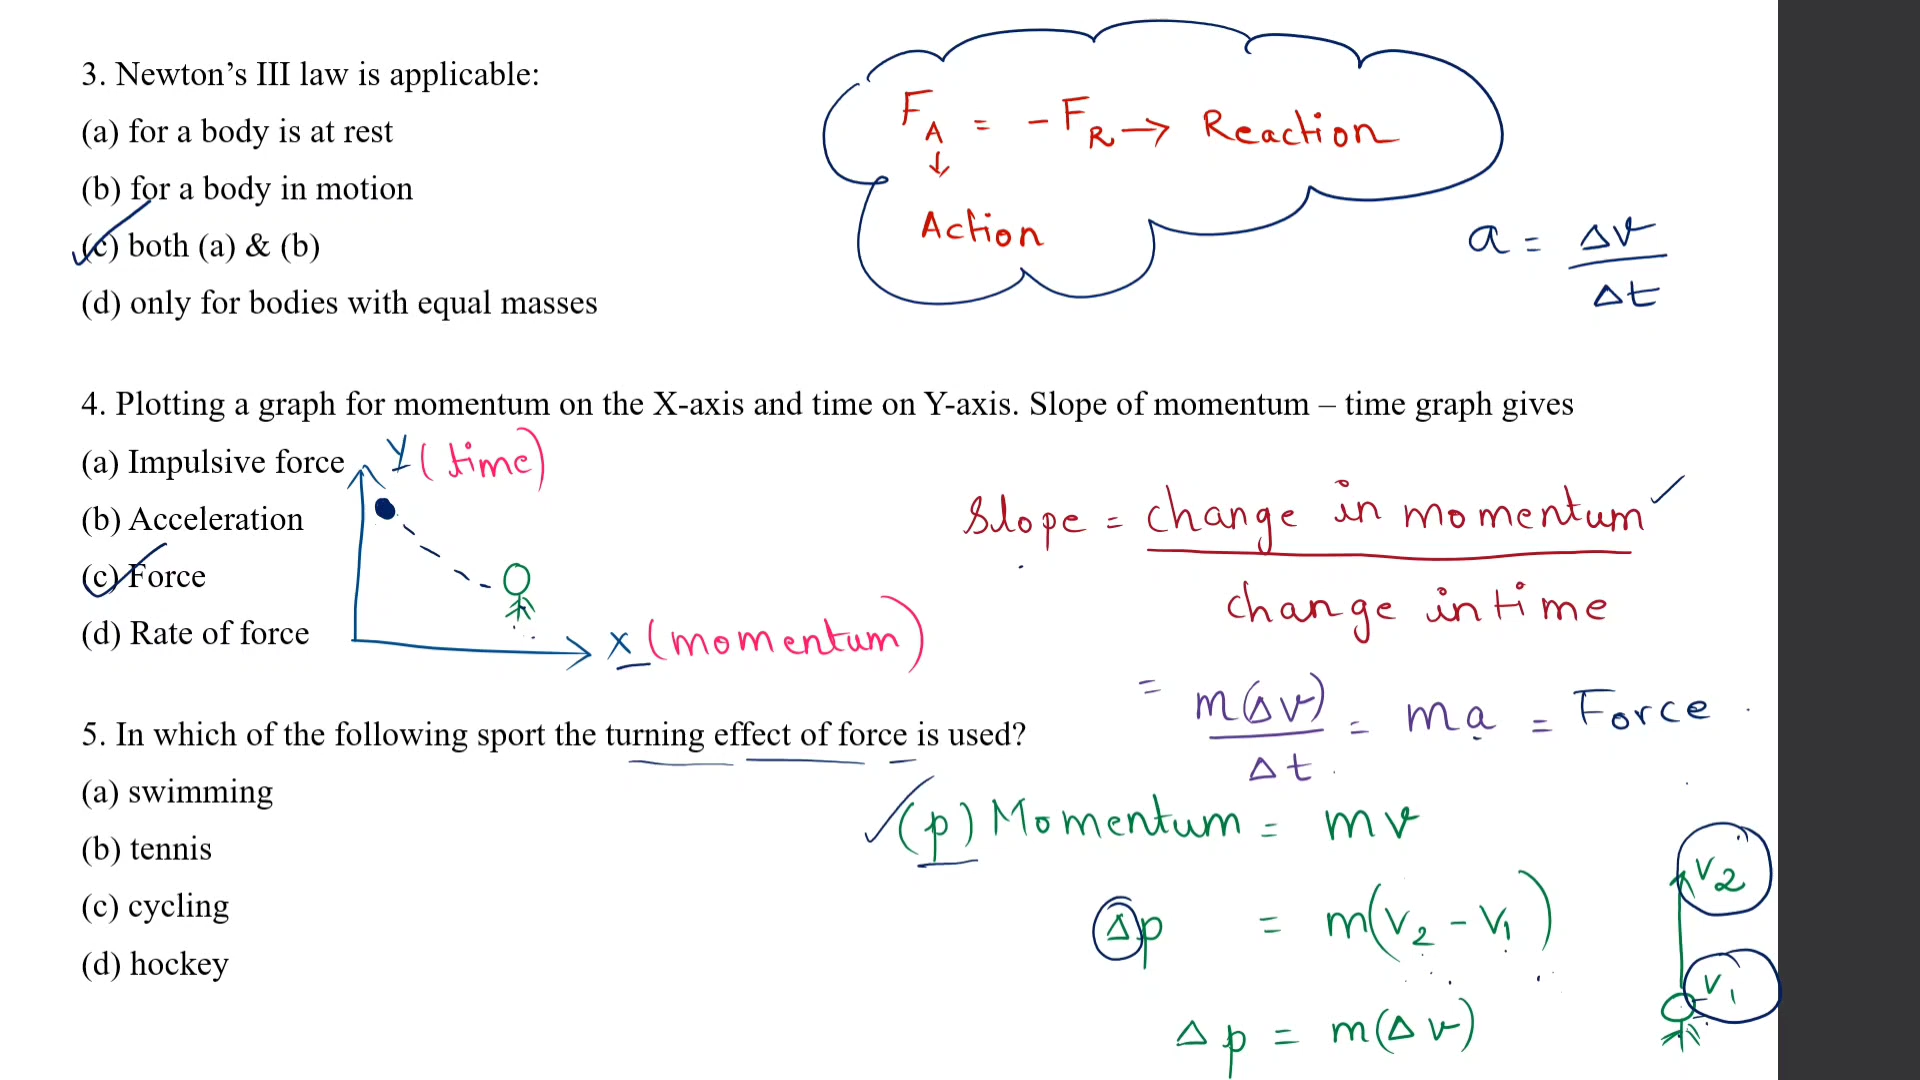 3. Newton’s III law is applicable:
(a) for a body is at rest
(b) for a body in motion
(c) both (a) & (b)
(d) only for bodies with equal masses
F_A = -F_R → Reaction
↓
Action
a = Δv / Δt
4. Plotting a graph for momentum on the X-axis and time on Y-axis. Slope of momentum – time graph gives
(a) Impulsive force
(b) Acceleration
(c) Force
(d) Rate of force
Y (time)
X (momentum)
Slope = change in momentum
change in time
= m(Δv) / Δt = ma = Force
5. In which of the following sport the turning effect of force is used?
(a) swimming
(b) tennis
(c) cycling
(d) hockey
(p) Momentum = mv
Δp = m(v2 - v1)
Δp = m(Δv)
v2
v1